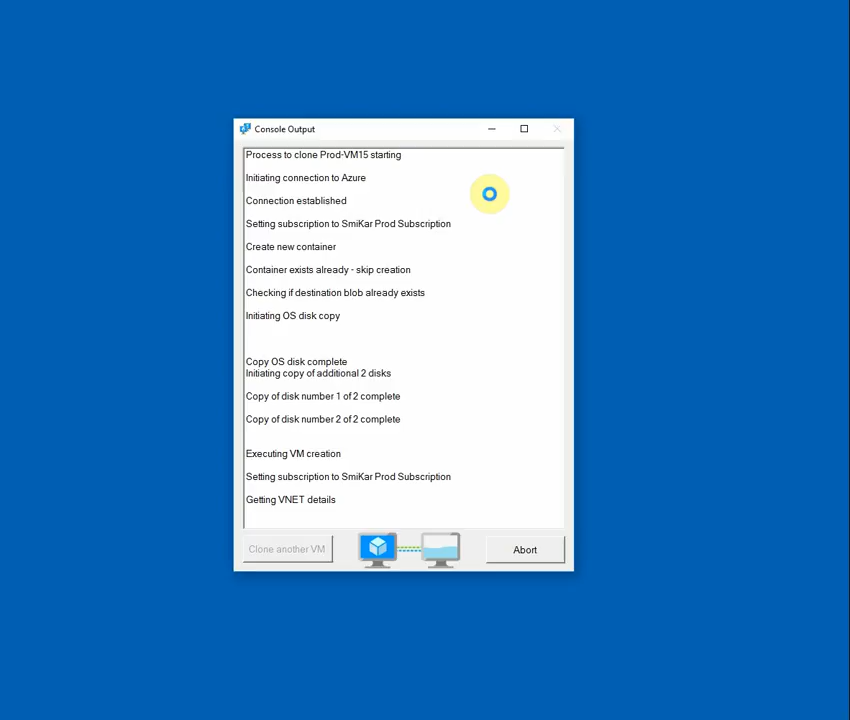 Console Output
Process to clone Prod-VM15 starting
Initiating connection to Azure
Connection established
Setting subscription to SmiKar Prod Subscription
Create new container
Container exists already - skip creation
Checking if destination blob already exists
Initiating OS disk copy
Copy OS disk complete
Initiating copy of additional 2 disks
Copy of disk number 1 of 2 complete
Copy of disk number 2 of 2 complete
Executing VM creation
Setting subscription to SmiKar Prod Subscription
Getting VNET details
Clone another VM
Abort